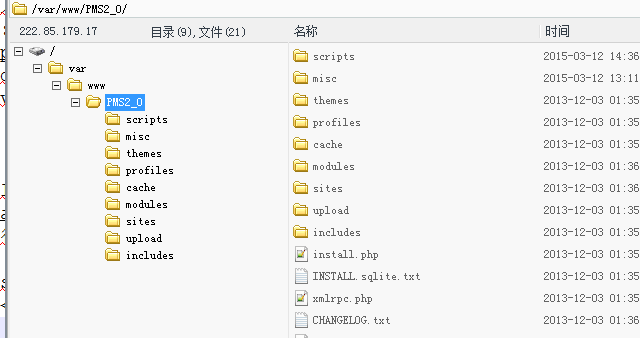 /var/www/PMS2_0/
222.85.179.17 目录(9),文件(21) 名称 时间
/
var
www
PMS2_0
scripts
misc
themes
profiles
cache
modules
sites
upload
includes
scripts 2015-03-12 14:36
misc 2015-03-12 13:11
themes 2013-12-03 01:35
profiles 2013-12-03 01:35
cache 2013-12-03 01:35
modules 2013-12-03 01:36
sites 2013-12-03 01:36
upload 2013-12-03 01:35
includes 2013-12-03 01:35
install.php 2013-12-03 01:35
INSTALL.sqlite.txt 2013-12-03 01:35
xmlrpc.php 2013-12-03 01:36
CHANGELOG.txt 2013-12-03 01:36